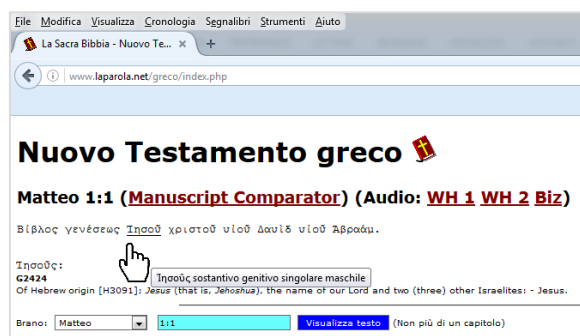 File Modifica Visualizza Cronologia Segnalibri Strumenti Aiuto
La Sacra Bibbia - Nuovo Te... × +
www.laparola.net/greco/index.php
Nuovo Testamento greco
Matteo 1:1 (Manuscript Comparator) (Audio: WH 1 WH 2 Biz)
Βίβλος γενέσεως Ἰησοῦ χριστοῦ υἱοῦ Δαυὶδ υἱοῦ Ἀβραάμ.
Ἰησοῦς:
G2424
Ἰησοῦς sostantivo genitivo singolare maschile
Of Hebrew origin [H3091]; Jesus (that is, Jehoshua), the name of our Lord and two (three) other Israelites: - Jesus.
Brano: Matteo 1:1 Visualizza testo (Non più di un capitolo)